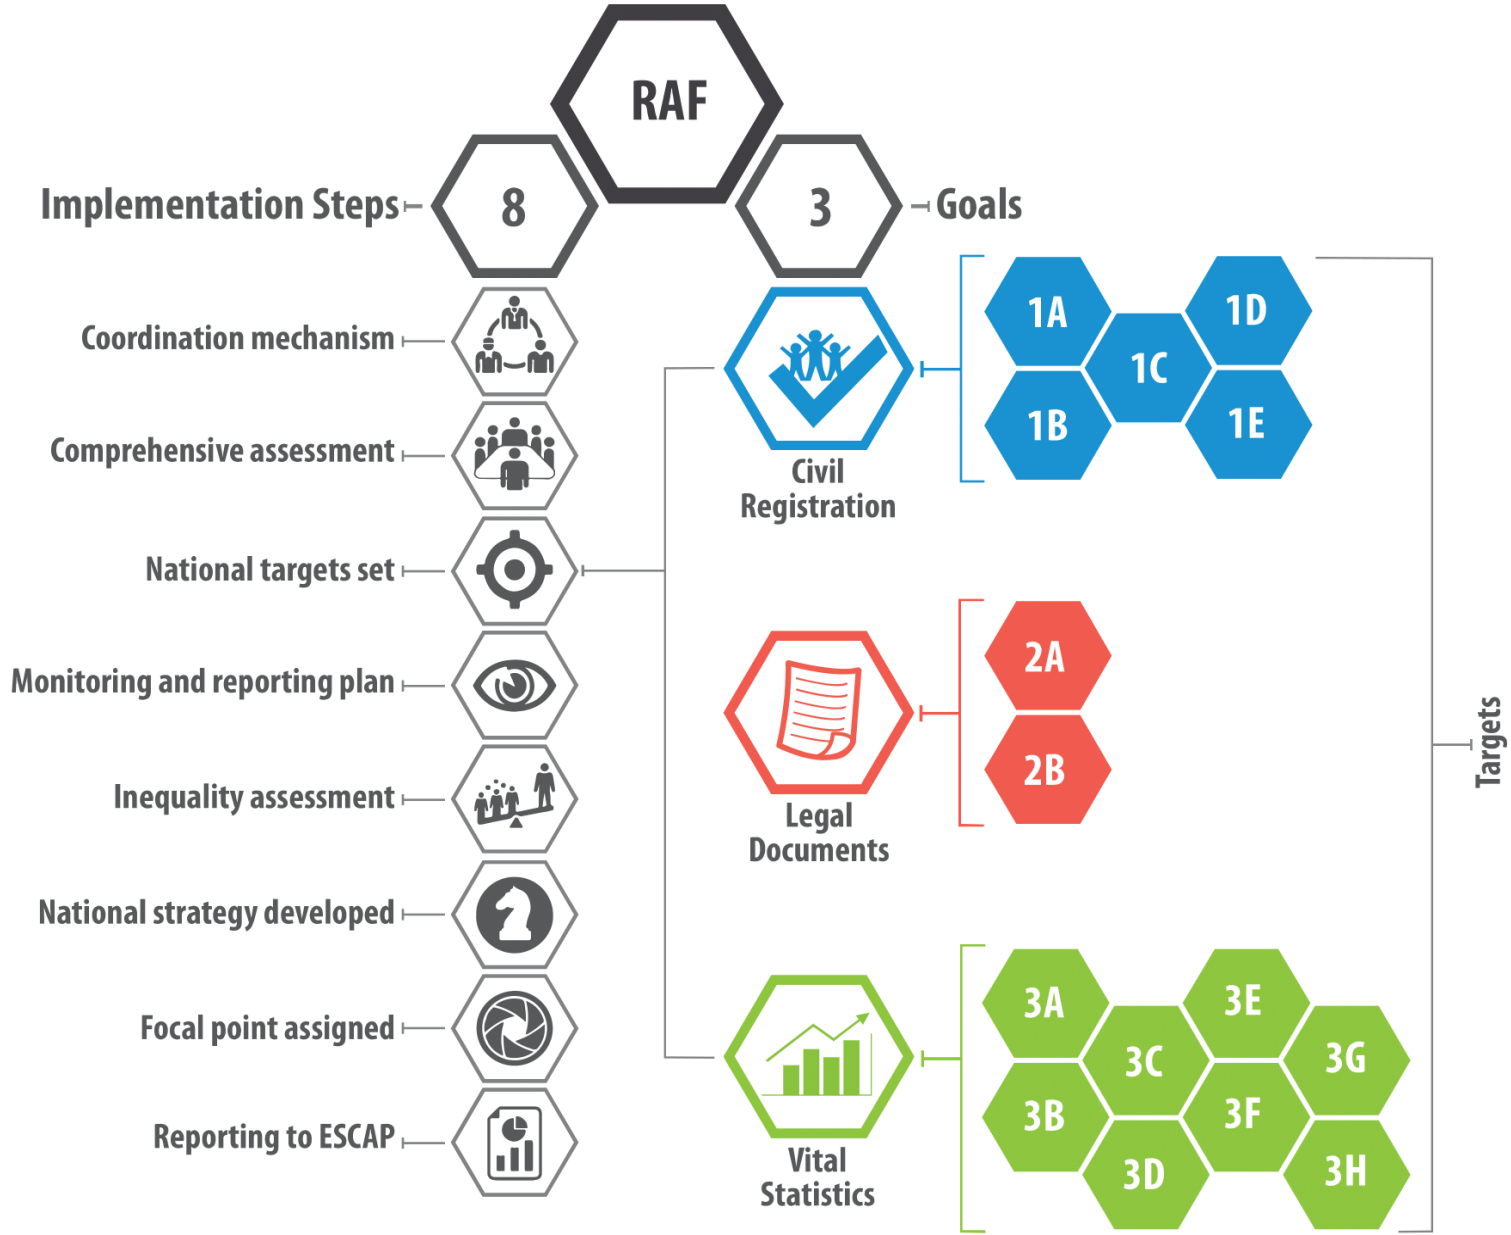 RAF
Implementation Steps
8
3
Goals
Coordination mechanism
Comprehensive assessment
National targets set
Monitoring and reporting plan
Inequality assessment
National strategy developed
Focal point assigned
Reporting to ESCAP
Civil
Registration
1A
1B
1C
1D
1E
Legal
Documents
2A
2B
Vital
Statistics
3A
3B
3C
3D
3E
3F
3G
3H
Targets